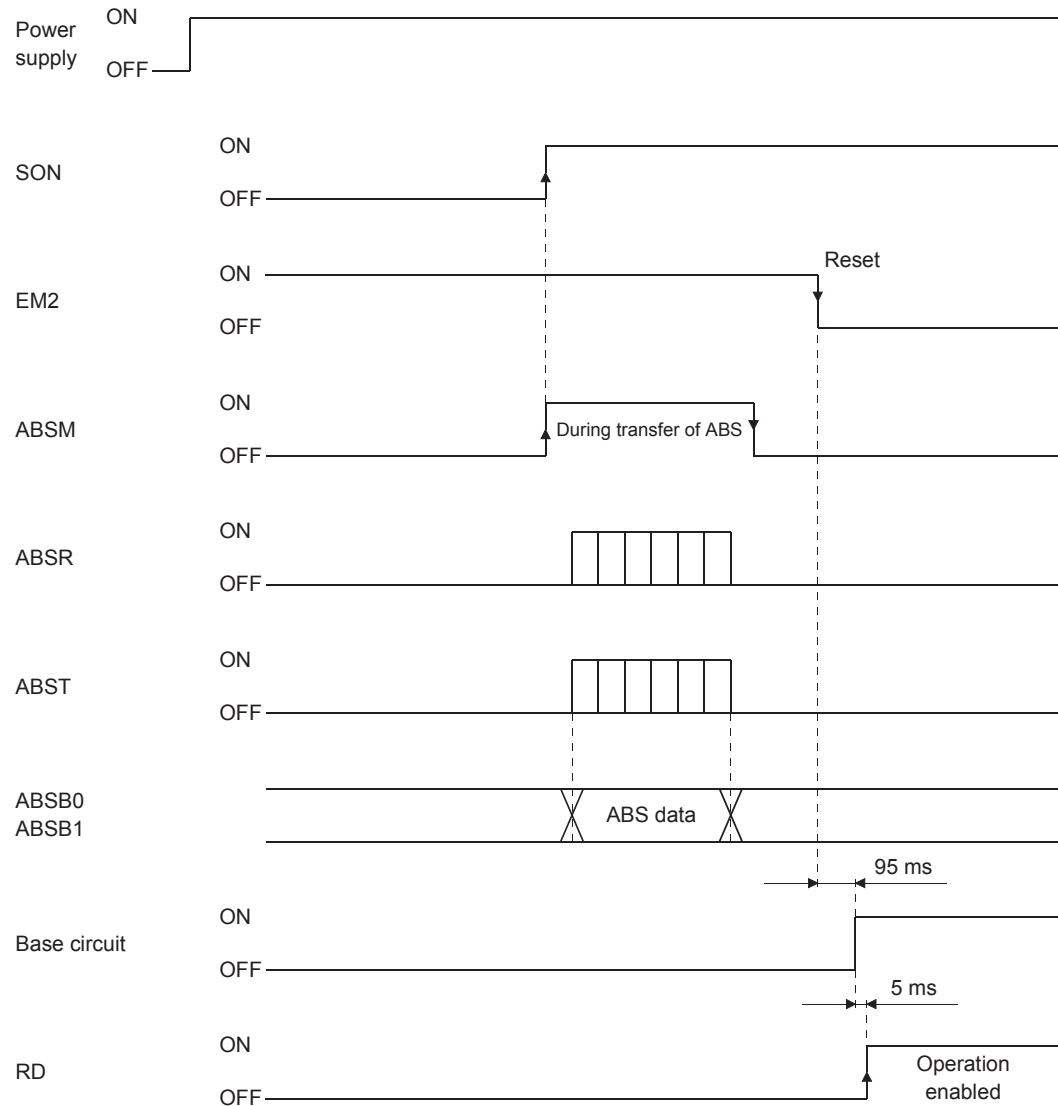 Power
supply
ON
OFF
SON
ON
OFF
EM2
ON
OFF
Reset
ABSM
ON
OFF
During transfer of ABS
ABSR
ON
OFF
ABST
ON
OFF
ABSB0
ABSB1
ABS data
95 ms
Base circuit
ON
OFF
5 ms
RD
ON
OFF
Operation
enabled